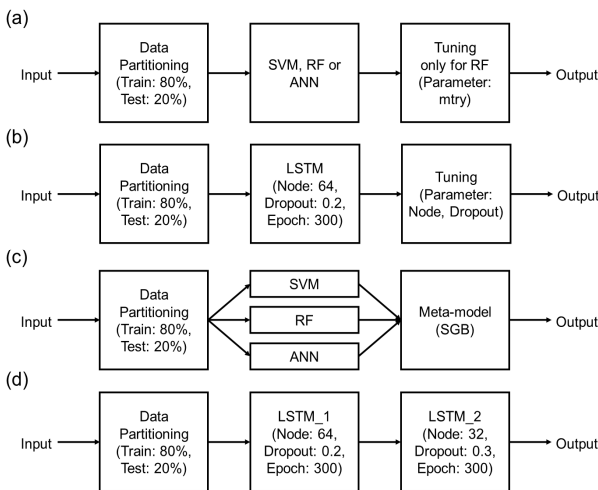 (a)
Input
Data
Partitioning
(Train: 80%,
Test: 20%)
SVM, RF or
ANN
Tuning
only for RF
(Parameter:
mtry)
Output
(b)
Input
Data
Partitioning
(Train: 80%,
Test: 20%)
LSTM
(Node: 64,
Dropout: 0.2,
Epoch: 300)
Tuning
(Parameter:
Node, Dropout)
Output
(c)
Input
Data
Partitioning
(Train: 80%,
Test: 20%)
SVM
RF
ANN
Meta-model
(SGB)
Output
(d)
Input
Data
Partitioning
(Train: 80%,
Test: 20%)
LSTM_1
(Node: 64,
Dropout: 0.2,
Epoch: 300)
LSTM_2
(Node: 32,
Dropout: 0.3,
Epoch: 300)
Output